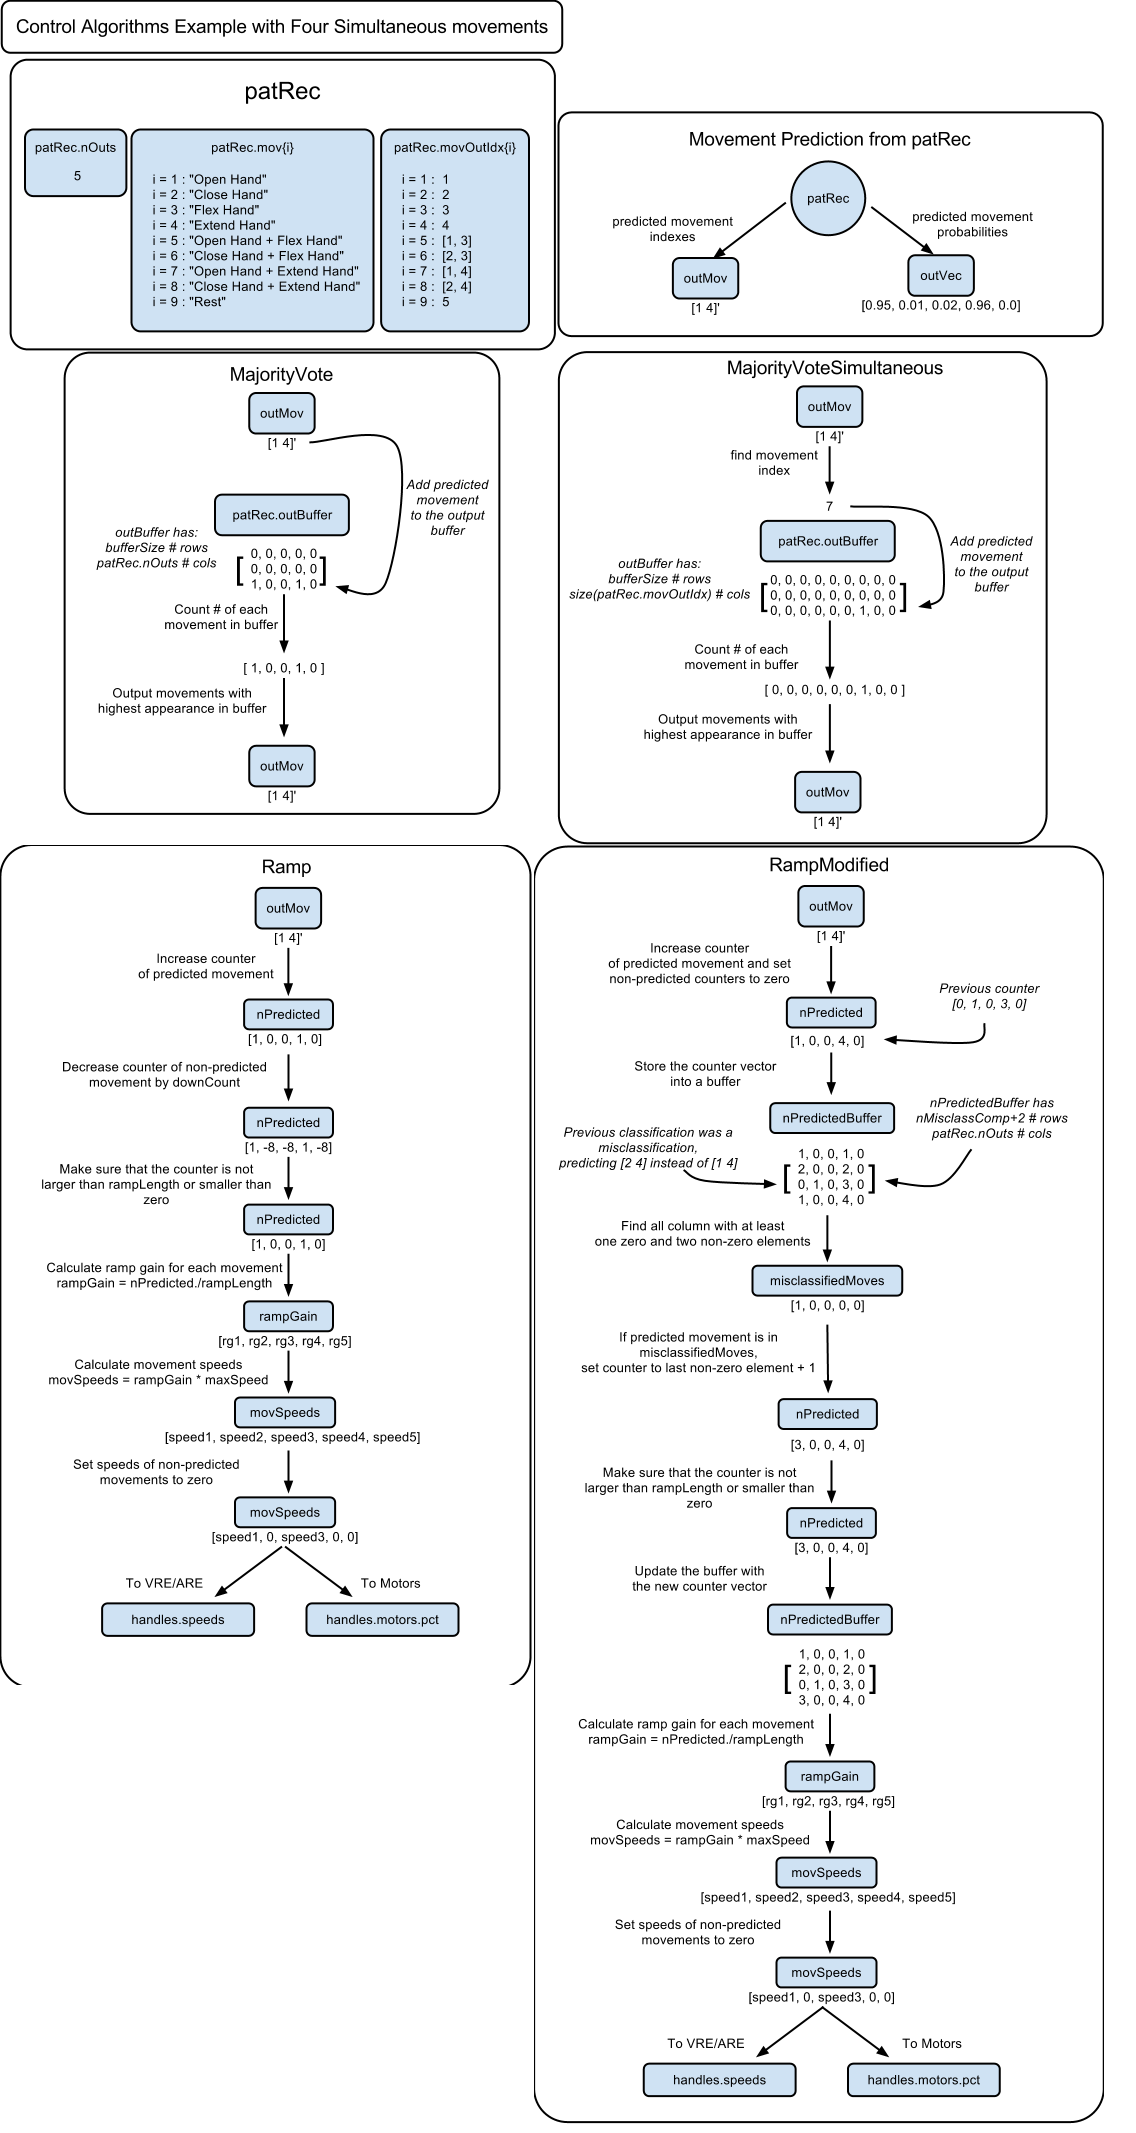 Control Algorithms Example with Four Simultaneous movements
patRec
patRec.nOuts
5
patRec.mov{i}
i = 1 : "Open Hand"
i = 2 : "Close Hand"
i = 3 : "Flex Hand"
i = 4 : "Extend Hand"
i = 5 : "Open Hand + Flex Hand"
i = 6 : "Close Hand + Flex Hand"
i = 7 : "Open Hand + Extend Hand"
i = 8 : "Close Hand + Extend Hand"
i = 9 : "Rest"
patRec.movOutIdx{i}
i = 1 : 1
i = 2 : 2
i = 3 : 3
i = 4 : 4
i = 5 : [1, 3]
i = 6 : [2, 3]
i = 7 : [1, 4]
i = 8 : [2, 4]
i = 9 : 5
Movement Prediction from patRec
patRec
predicted movement
indexes
predicted movement
probabilities
outMov
[1 4]'
outVec
[0.95, 0.01, 0.02, 0.96, 0.0]
MajorityVote
outMov
[1 4]'
Add predicted
movement
to the output
buffer
patRec.outBuffer
outBuffer has:
bufferSize # rows
patRec.nOuts # cols
[ 0, 0, 0, 0, 0
0, 0, 0, 0, 0
1, 0, 0, 1, 0 ]
Count # of each
movement in buffer
[ 1, 0, 0, 1, 0 ]
Output movements with
highest appearance in buffer
outMov
[1 4]'
MajorityVoteSimultaneous
outMov
[1 4]'
find movement
index
7
Add predicted
movement
to the output
buffer
patRec.outBuffer
outBuffer has:
bufferSize # rows
size(patRec.movOutIdx) # cols
[ 0, 0, 0, 0, 0, 0, 0, 0, 0
0, 0, 0, 0, 0, 0, 0, 0, 0
0, 0, 0, 0, 0, 0, 1, 0, 0 ]
Count # of each
movement in buffer
[ 0, 0, 0, 0, 0, 0, 1, 0, 0 ]
Output movements with
highest appearance in buffer
outMov
[1 4]'
Ramp
outMov
[1 4]'
Increase counter
of predicted movement
nPredicted
[1, 0, 0, 1, 0]
Decrease counter of non-predicted
movement by downCount
nPredicted
[1, -8, -8, 1, -8]
Make sure that the counter is not
larger than rampLength or smaller than
zero
nPredicted
[1, 0, 0, 1, 0]
Calculate ramp gain for each movement
rampGain = nPredicted./rampLength
rampGain
[rg1, rg2, rg3, rg4, rg5]
Calculate movement speeds
movSpeeds = rampGain * maxSpeed
movSpeeds
[speed1, speed2, speed3, speed4, speed5]
Set speeds of non-predicted
movements to zero
movSpeeds
[speed1, 0, speed3, 0, 0]
To VRE/ARE
To Motors
handles.speeds
handles.motors.pct
RampModified
outMov
[1 4]'
Increase counter
of predicted movement and set
non-predicted counters to zero
Previous counter
[0, 1, 0, 3, 0]
nPredicted
[1, 0, 0, 4, 0]
Store the counter vector
into a buffer
nPredictedBuffer
nPredictedBuffer has
nMisclassComp+2 # rows
patRec.nOuts # cols
Previous classification was a
misclassification,
predicting [2 4] instead of [1 4]
[ 1, 0, 0, 1, 0
2, 0, 0, 2, 0
0, 1, 0, 3, 0
1, 0, 0, 4, 0 ]
Find all column with at least
one zero and two non-zero elements
misclassifiedMoves
[1, 0, 0, 0, 0]
If predicted movement is in
misclassifiedMoves,
set counter to last non-zero element + 1
nPredicted
[3, 0, 0, 4, 0]
Make sure that the counter is not
larger than rampLength or smaller than
zero
nPredicted
[3, 0, 0, 4, 0]
Update the buffer with
the new counter vector
nPredictedBuffer
[ 1, 0, 0, 1, 0
2, 0, 0, 2, 0
0, 1, 0, 3, 0
3, 0, 0, 4, 0 ]
Calculate ramp gain for each movement
rampGain = nPredicted./rampLength
rampGain
[rg1, rg2, rg3, rg4, rg5]
Calculate movement speeds
movSpeeds = rampGain * maxSpeed
movSpeeds
[speed1, speed2, speed3, speed4, speed5]
Set speeds of non-predicted
movements to zero
movSpeeds
[speed1, 0, speed3, 0, 0]
To VRE/ARE
To Motors
handles.speeds
handles.motors.pct